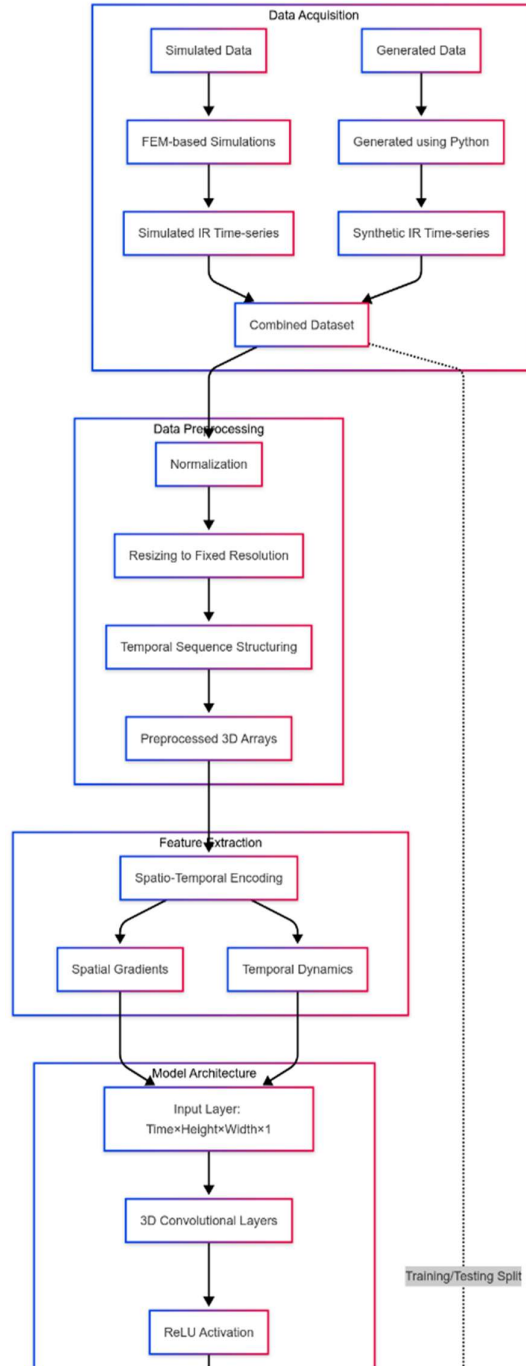 Data Acquisition
Simulated Data
Generated Data
FEM-based Simulations
Generated using Python
Simulated IR Time-series
Synthetic IR Time-series
Combined Dataset
Data Preprocessing
Normalization
Resizing to Fixed Resolution
Temporal Sequence Structuring
Preprocessed 3D Arrays
Feature Extraction
Spatio-Temporal Encoding
Spatial Gradients
Temporal Dynamics
Model Architecture
Input Layer:
Time×Height×Width×1
3D Convolutional Layers
Training/Testing Split
ReLU Activation